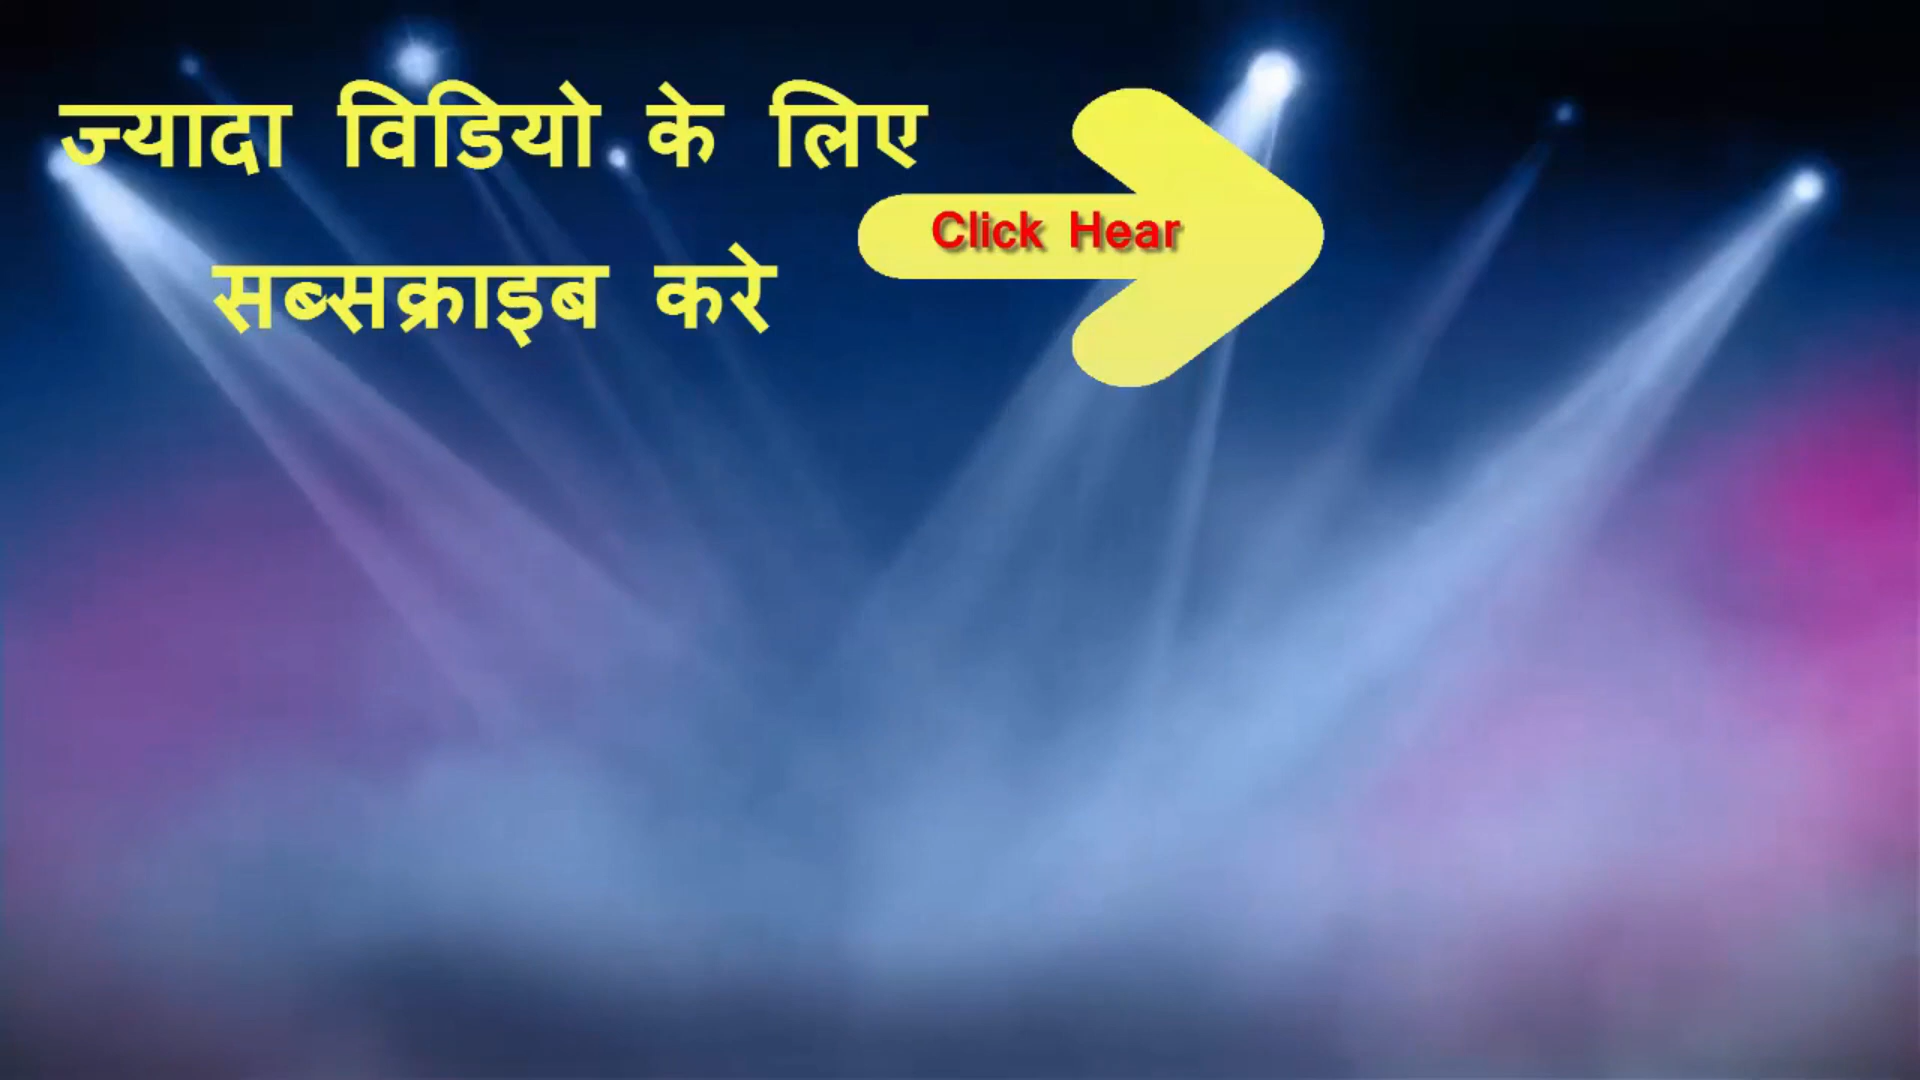 ज्यादा विडियो के लिए
Click Hear
सब्सक्राइब करे